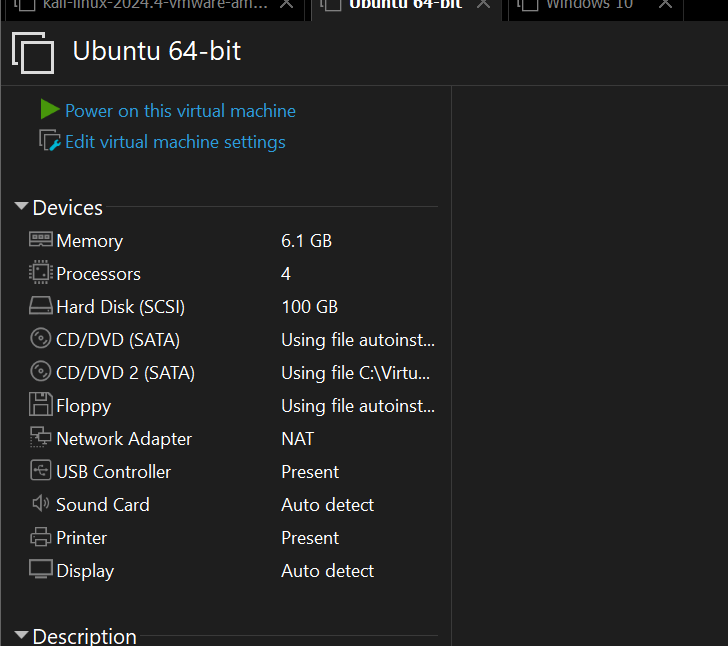 kali-linux-2024.4-vmware-am... Ubuntu 64-bit Windows 10
Ubuntu 64-bit
Power on this virtual machine
Edit virtual machine settings
Devices
Memory 6.1 GB
Processors 4
Hard Disk (SCSI) 100 GB
CD/DVD (SATA) Using file autoinst...
CD/DVD 2 (SATA) Using file C:\Virtu...
Floppy Using file autoinst...
Network Adapter NAT
USB Controller Present
Sound Card Auto detect
Printer Present
Display Auto detect
Description